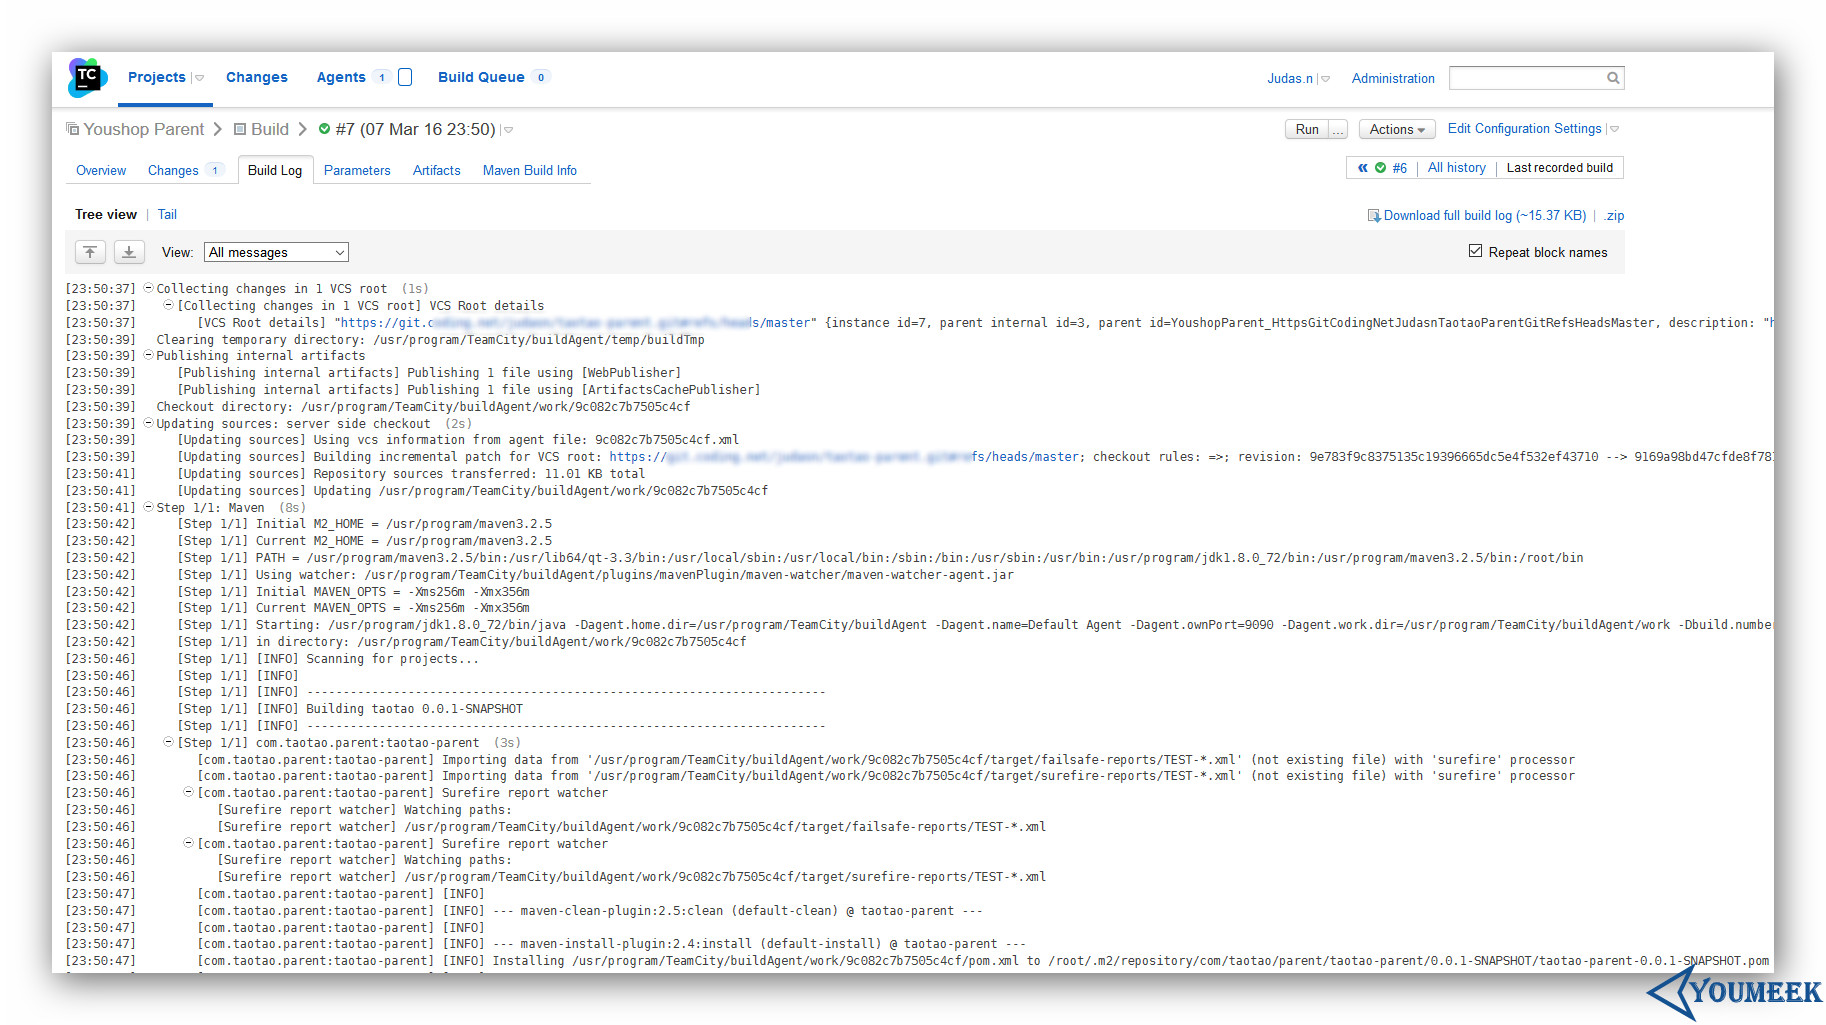 TC
Projects
Changes
Agents 1
Build Queue 0
Judas.n
Administration
Youshop Parent
Build
#7 (07 Mar 16 23:50)
Run ...
Actions
Edit Configuration Settings
Overview
Changes 1
Build Log
Parameters
Artifacts
Maven Build Info
« #6 | All history | Last recorded build
Tree view | Tail
Download full build log (~15.37 KB) | .zip
View: All messages
Repeat block names
[23:50:37] Collecting changes in 1 VCS root (1s)
[23:50:37] [Collecting changes in 1 VCS root] VCS Root details
[23:50:37] [VCS Root details] "https://git. s/master" {instance id=7, parent internal id=3, parent id=YoushopParent_HttpsGitCodingNetJudasnTaotaoParentGitRefsHeadsMaster, description: "h
[23:50:39] Clearing temporary directory: /usr/program/TeamCity/buildAgent/temp/buildTmp
[23:50:39] Publishing internal artifacts
[23:50:39] [Publishing internal artifacts] Publishing 1 file using [WebPublisher]
[23:50:39] [Publishing internal artifacts] Publishing 1 file using [ArtifactsCachePublisher]
[23:50:39] Checkout directory: /usr/program/TeamCity/buildAgent/work/9c082c7b7505c4cf
[23:50:39] Updating sources: server side checkout (2s)
[23:50:39] [Updating sources] Using vcs information from agent file: 9c082c7b7505c4cf.xml
[23:50:39] [Updating sources] Building incremental patch for VCS root: https:// fs/heads/master; checkout rules: =>; revision: 9e783f9c8375135c19396665dc5e4f532ef43710 --> 9169a98bd47cfde8f781
[23:50:41] [Updating sources] Repository sources transferred: 11.01 KB total
[23:50:41] [Updating sources] Updating /usr/program/TeamCity/buildAgent/work/9c082c7b7505c4cf
[23:50:41] Step 1/1: Maven (8s)
[23:50:42] [Step 1/1] Initial M2_HOME = /usr/program/maven3.2.5
[23:50:42] [Step 1/1] Current M2_HOME = /usr/program/maven3.2.5
[23:50:42] [Step 1/1] PATH = /usr/program/maven3.2.5/bin:/usr/lib64/qt-3.3/bin:/usr/local/sbin:/usr/local/bin:/sbin:/bin:/usr/sbin:/usr/bin:/usr/program/jdk1.8.0_72/bin:/usr/program/maven3.2.5/bin:/root/bin
[23:50:42] [Step 1/1] Using watcher: /usr/program/TeamCity/buildAgent/plugins/mavenPlugin/maven-watcher/maven-watcher-agent.jar
[23:50:42] [Step 1/1] Initial MAVEN_OPTS = -Xms256m -Xmx356m
[23:50:42] [Step 1/1] Current MAVEN_OPTS = -Xms256m -Xmx356m
[23:50:42] [Step 1/1] Starting: /usr/program/jdk1.8.0_72/bin/java -Dagent.home.dir=/usr/program/TeamCity/buildAgent -Dagent.name=Default Agent -Dagent.ownPort=9090 -Dagent.work.dir=/usr/program/TeamCity/buildAgent/work -Dbuild.number
[23:50:42] [Step 1/1] in directory: /usr/program/TeamCity/buildAgent/work/9c082c7b7505c4cf
[23:50:46] [Step 1/1] [INFO] Scanning for projects...
[23:50:46] [Step 1/1] [INFO]
[23:50:46] [Step 1/1] [INFO] ------------------------------------------------------------------------
[23:50:46] [Step 1/1] [INFO] Building taotao 0.0.1-SNAPSHOT
[23:50:46] [Step 1/1] [INFO] ------------------------------------------------------------------------
[23:50:46] [Step 1/1] com.taotao.parent:taotao-parent (3s)
[23:50:46] [com.taotao.parent:taotao-parent] Importing data from '/usr/program/TeamCity/buildAgent/work/9c082c7b7505c4cf/target/failsafe-reports/TEST-*.xml' (not existing file) with 'surefire' processor
[23:50:46] [com.taotao.parent:taotao-parent] Importing data from '/usr/program/TeamCity/buildAgent/work/9c082c7b7505c4cf/target/surefire-reports/TEST-*.xml' (not existing file) with 'surefire' processor
[23:50:46] [com.taotao.parent:taotao-parent] Surefire report watcher
[23:50:46] [Surefire report watcher] Watching paths:
[23:50:46] [Surefire report watcher] /usr/program/TeamCity/buildAgent/work/9c082c7b7505c4cf/target/failsafe-reports/TEST-*.xml
[23:50:46] [com.taotao.parent:taotao-parent] Surefire report watcher
[23:50:46] [Surefire report watcher] Watching paths:
[23:50:46] [Surefire report watcher] /usr/program/TeamCity/buildAgent/work/9c082c7b7505c4cf/target/surefire-reports/TEST-*.xml
[23:50:47] [com.taotao.parent:taotao-parent] [INFO]
[23:50:47] [com.taotao.parent:taotao-parent] [INFO] --- maven-clean-plugin:2.5:clean (default-clean) @ taotao-parent ---
[23:50:47] [com.taotao.parent:taotao-parent] [INFO]
[23:50:47] [com.taotao.parent:taotao-parent] [INFO] --- maven-install-plugin:2.4:install (default-install) @ taotao-parent ---
[23:50:47] [com.taotao.parent:taotao-parent] [INFO] Installing /usr/program/TeamCity/buildAgent/work/9c082c7b7505c4cf/pom.xml to /root/.m2/repository/com/taotao/parent/taotao-parent/0.0.1-SNAPSHOT/taotao-parent-0.0.1-SNAPSHOT.pom
YOUMEEK